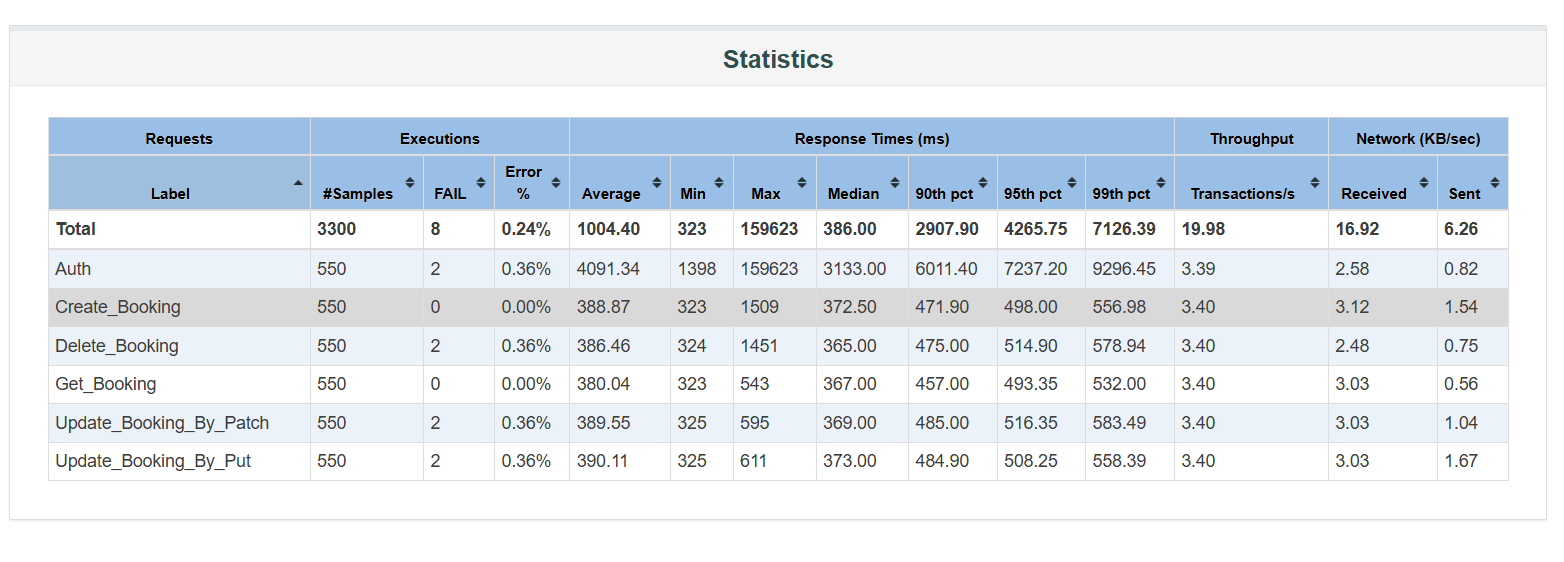 Statistics
Requests Executions Response Times (ms) Throughput Network (KB/sec)
Label #Samples FAIL Error % Average Min Max Median 90th pct 95th pct 99th pct Transactions/s Received Sent
Total 3300 8 0.24% 1004.40 323 159623 386.00 2907.90 4265.75 7126.39 19.98 16.92 6.26
Auth 550 2 0.36% 4091.34 1398 159623 3133.00 6011.40 7237.20 9296.45 3.39 2.58 0.82
Create_Booking 550 0 0.00% 388.87 323 1509 372.50 471.90 498.00 556.98 3.40 3.12 1.54
Delete_Booking 550 2 0.36% 386.46 324 1451 365.00 475.00 514.90 578.94 3.40 2.48 0.75
Get_Booking 550 0 0.00% 380.04 323 543 367.00 457.00 493.35 532.00 3.40 3.03 0.56
Update_Booking_By_Patch 550 2 0.36% 389.55 325 595 369.00 485.00 516.35 583.49 3.40 3.03 1.04
Update_Booking_By_Put 550 2 0.36% 390.11 325 611 373.00 484.90 508.25 558.39 3.40 3.03 1.67